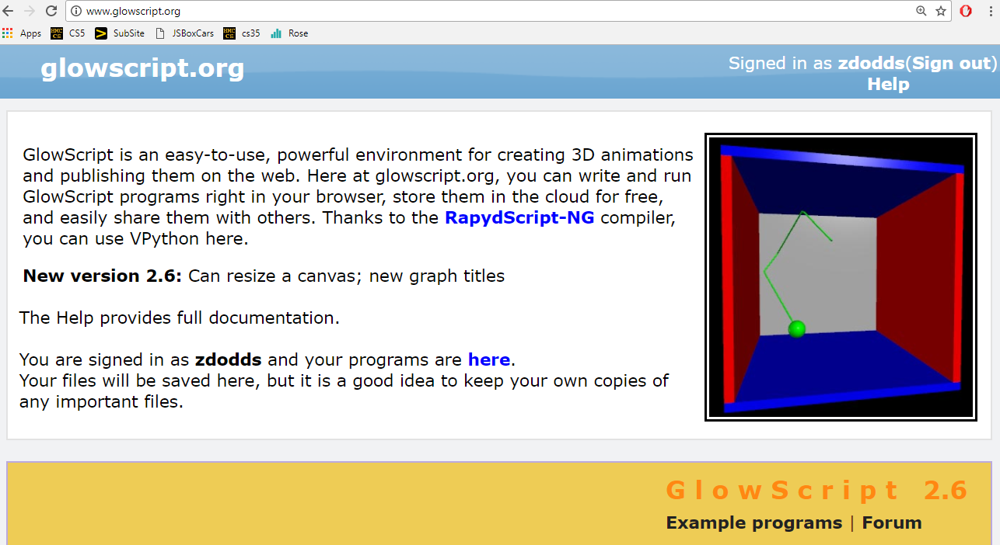 www.glowscript.org
Apps CS5 SubSite JSBoxCars cs35 Rose
glowscript.org
Signed in as zdodds(Sign out)
Help
GlowScript is an easy-to-use, powerful environment for creating 3D animations
and publishing them on the web. Here at glowscript.org, you can write and run
GlowScript programs right in your browser, store them in the cloud for free,
and easily share them with others. Thanks to the RapydScript-NG compiler,
you can use VPython here.
New version 2.6: Can resize a canvas; new graph titles
The Help provides full documentation.
You are signed in as zdodds and your programs are here.
Your files will be saved here, but it is a good idea to keep your own copies of
any important files.
GlowScript 2.6
Example programs | Forum